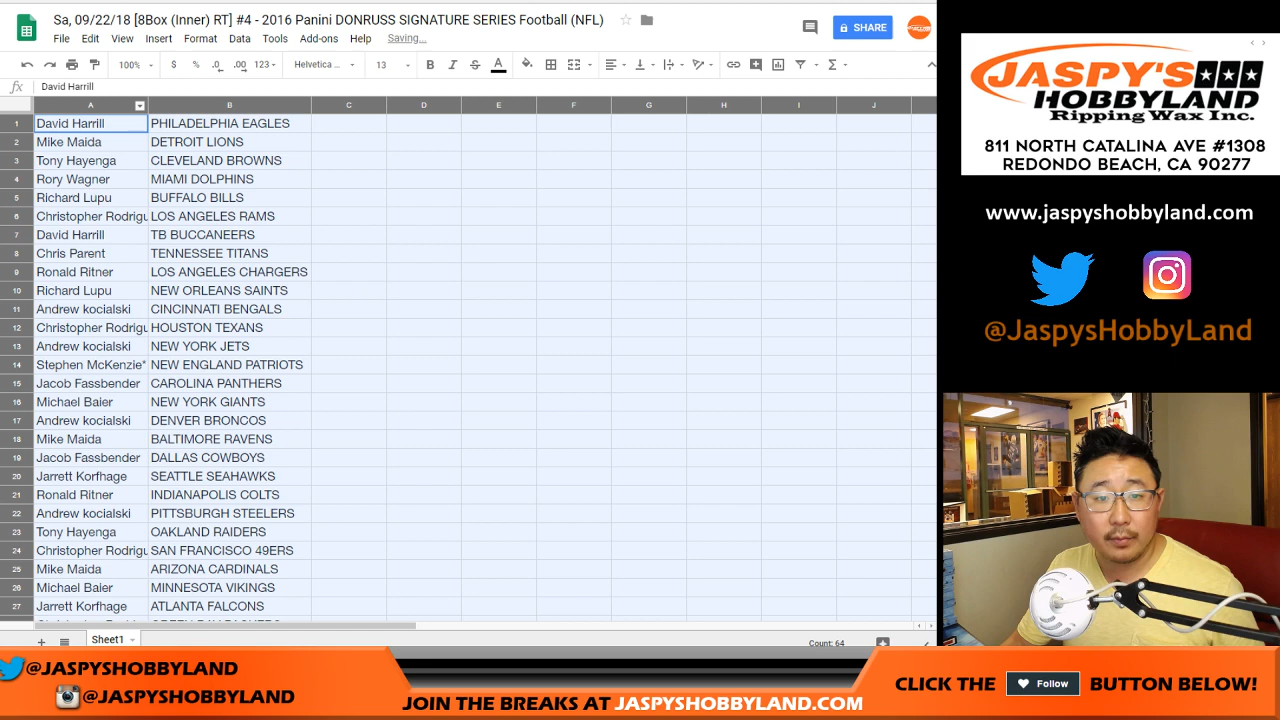 Sa, 09/22/18 [8Box (Inner) RT] #4 - 2016 Panini DONRUSS SIGNATURE SERIES Football (NFL)
SHARE
File Edit View Insert Format Data Tools Add-ons Help Saving...
100% $ % .0 .00 123 Helvetica ... 13 B I S A
fx David Harrill
A B C D E F G H I J
1 David Harrill PHILADELPHIA EAGLES
2 Mike Maida DETROIT LIONS
3 Tony Hayenga CLEVELAND BROWNS
4 Rory Wagner MIAMI DOLPHINS
5 Richard Lupu BUFFALO BILLS
6 Christopher Rodrigu LOS ANGELES RAMS
7 David Harrill TB BUCCANEERS
8 Chris Parent TENNESSEE TITANS
9 Ronald Ritner LOS ANGELES CHARGERS
10 Richard Lupu NEW ORLEANS SAINTS
11 Andrew kocialski CINCINNATI BENGALS
12 Christopher Rodrigu HOUSTON TEXANS
13 Andrew kocialski NEW YORK JETS
14 Stephen McKenzie* NEW ENGLAND PATRIOTS
15 Jacob Fassbender CAROLINA PANTHERS
16 Michael Baier NEW YORK GIANTS
17 Andrew kocialski DENVER BRONCOS
18 Mike Maida BALTIMORE RAVENS
19 Jacob Fassbender DALLAS COWBOYS
20 Jarrett Korfhage SEATTLE SEAHAWKS
21 Ronald Ritner INDIANAPOLIS COLTS
22 Andrew kocialski PITTSBURGH STEELERS
23 Tony Hayenga OAKLAND RAIDERS
24 Christopher Rodrigu SAN FRANCISCO 49ERS
25 Mike Maida ARIZONA CARDINALS
26 Michael Baier MINNESOTA VIKINGS
27 Jarrett Korfhage ATLANTA FALCONS
Sheet1
Count: 64
JASPY'S
HOBBYLAND
Ripping Wax Inc.
811 NORTH CATALINA AVE #1308
REDONDO BEACH, CA 90277
www.jaspyshobbyland.com
@JaspysHobbyLand
@JASPYSHOBBYLAND
@JASPYSHOBBYLAND
JOIN THE BREAKS AT JASPYSHOBBYLAND.COM
CLICK THE Follow BUTTON BELOW!